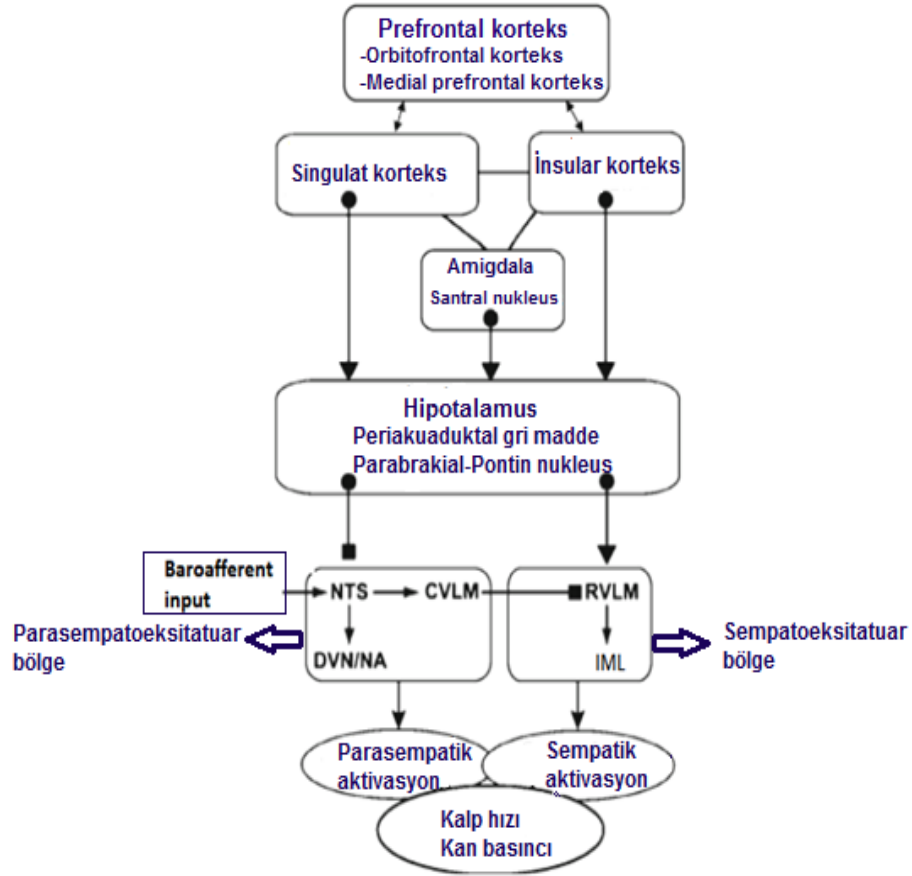 Prefrontal korteks
-Orbitofrontal korteks
-Medial prefrontal korteks
Singulat korteks
İnsular korteks
Amigdala
Santral nukleus
Hipotalamus
Periakuaduktal gri madde
Parabrakial-Pontin nukleus
Baroafferent
input
NTS
CVLM
RVLM
DVN/NA
IML
Parasempatoeksitatuar
bölge
Sempatoeksitatuar
bölge
Parasempatik
aktivasyon
Sempatik
aktivasyon
Kalp hızı
Kan basıncı